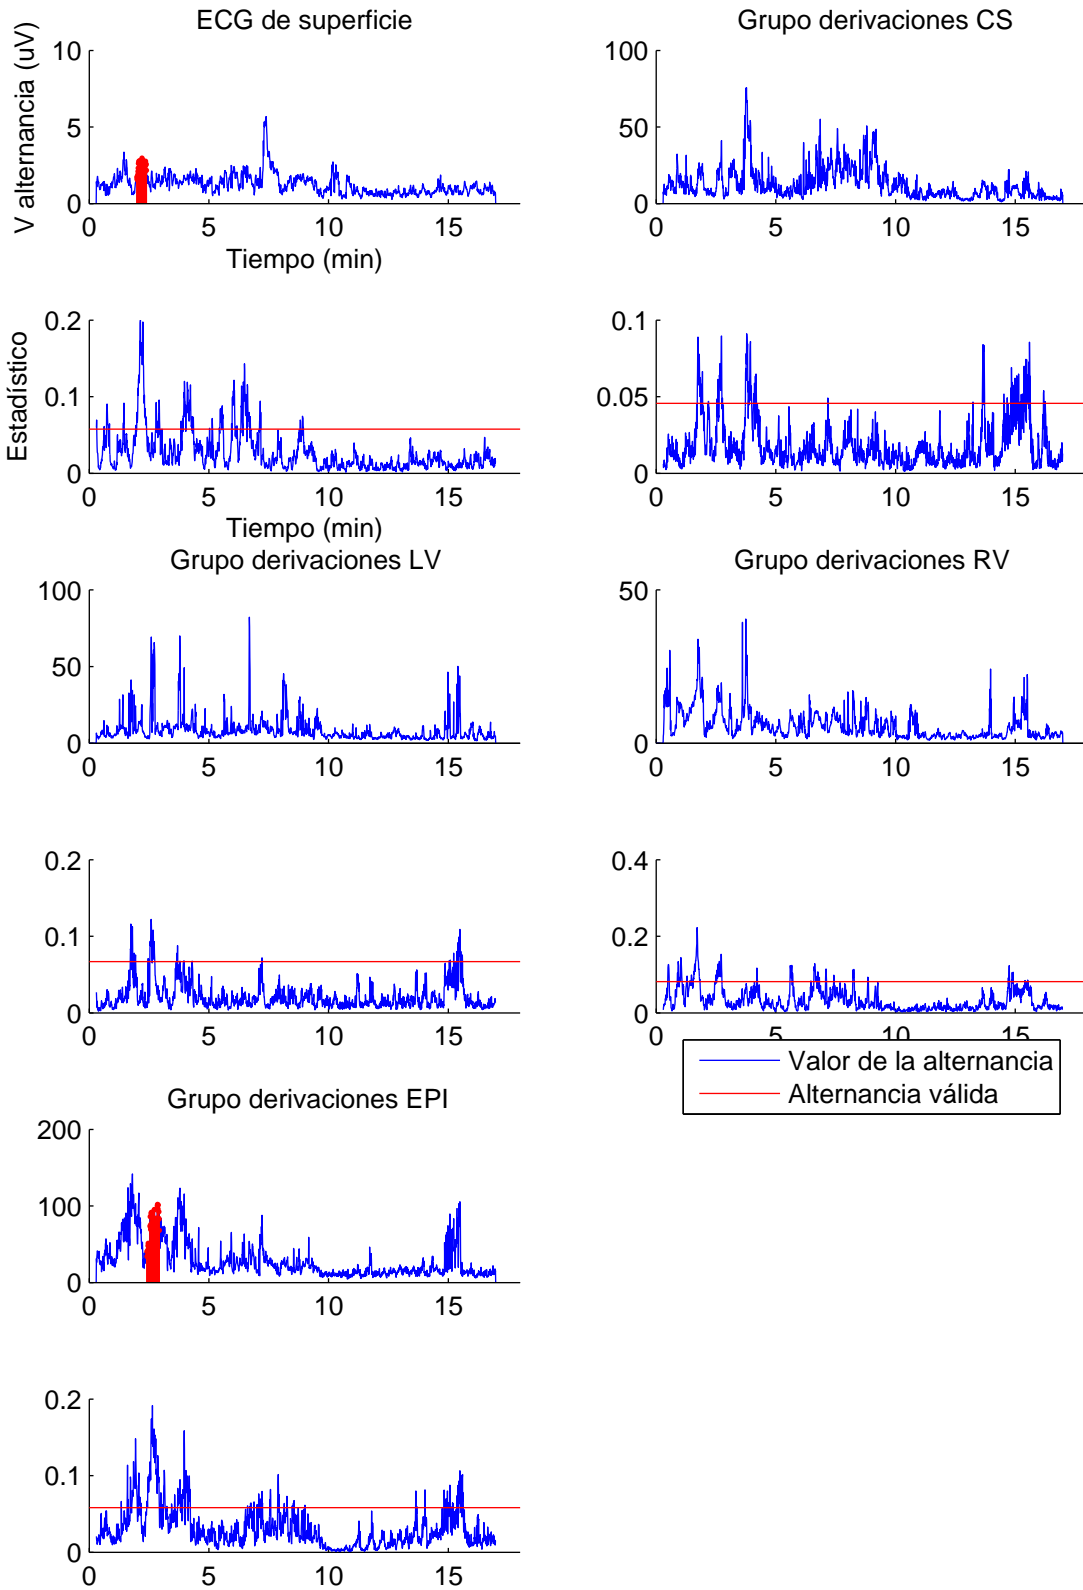 ECG de superficie
Grupo derivaciones CS
V alternancia (uV)
10
5
0
0 5 10 15
Tiempo (min)
100
50
0
0 5 10 15
Estadístico
0.2
0.1
0
0 5 10 15
Tiempo (min)
0.1
0.05
0
0 5 10 15
Grupo derivaciones LV
Grupo derivaciones RV
100
50
0
0 5 10 15
50
0
0 5 10 15
0.2
0.1
0
0 5 10 15
0.4
0.2
0
0 5 10 15
Valor de la alternancia
Alternancia válida
Grupo derivaciones EPI
200
100
0
0 5 10 15
0.2
0.1
0
0 5 10 15